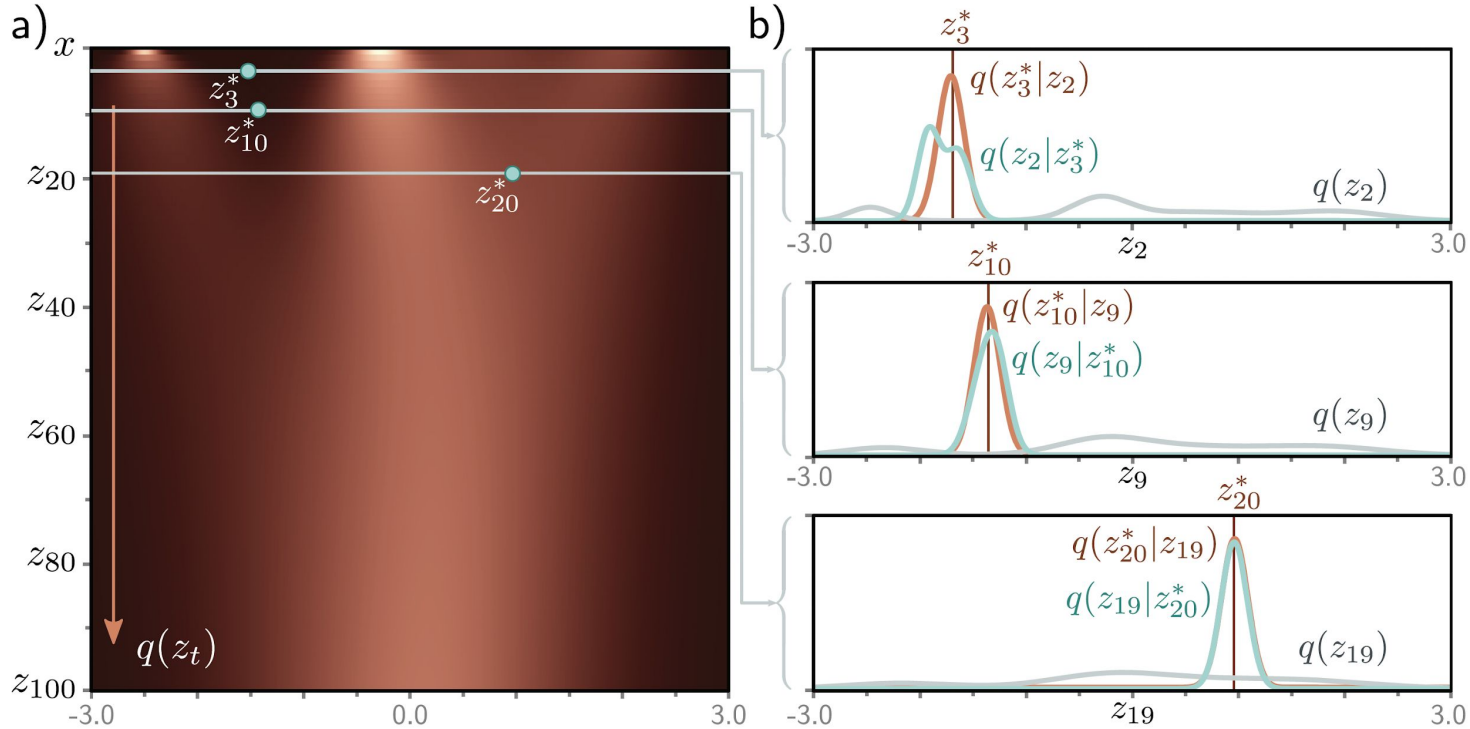 a)
x
z*3
z*10
z20
z*20
z40
z60
z80
q(zt)
z100
-3.0 0.0 3.0
b)
z*3
q(z*3|z2)
q(z2|z*3)
q(z2)
-3.0 z2 3.0
z*10
q(z*10|z9)
q(z9|z*10)
q(z9)
-3.0 z9 3.0
z*20
q(z*20|z19)
q(z19|z*20)
q(z19)
-3.0 z19 3.0